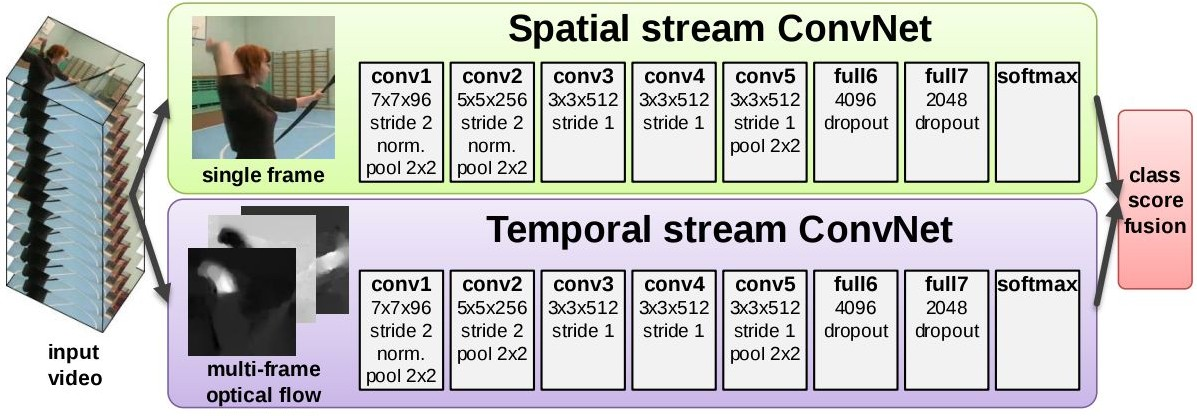 Spatial stream ConvNet
conv1
7x7x96
stride 2
norm.
pool 2x2
conv2
5x5x256
stride 2
norm.
pool 2x2
conv3
3x3x512
stride 1
conv4
3x3x512
stride 1
conv5
3x3x512
stride 1
pool 2x2
full6
4096
dropout
full7
2048
dropout
softmax
single frame
Temporal stream ConvNet
conv1
7x7x96
stride 2
norm.
pool 2x2
conv2
5x5x256
stride 2
pool 2x2
conv3
3x3x512
stride 1
conv4
3x3x512
stride 1
conv5
3x3x512
stride 1
pool 2x2
full6
4096
dropout
full7
2048
dropout
softmax
multi-frame
optical flow
input
video
class
score
fusion